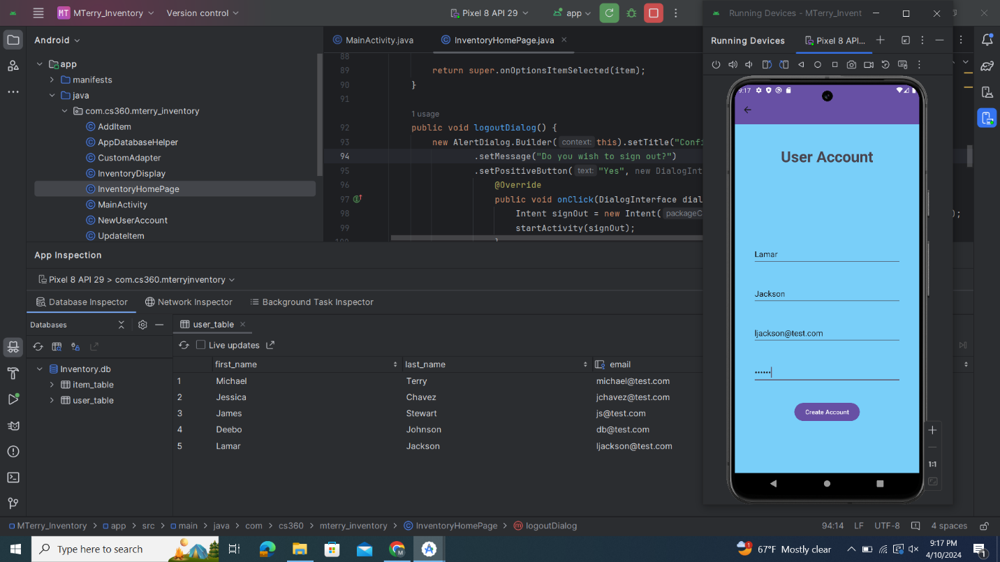 MT MTerry_Inventory Version control Pixel 8 API 29 app
Running Devices - MTerry_Invent
Android
MainActivity.java InventoryHomePage.java
Running Devices Pixel 8 API...
app
manifests
java
com.cs360.mterry_inventory
AddItem
AppDatabaseHelper
CustomAdapter
InventoryDisplay
InventoryHomePage
MainActivity
NewUserAccount
UpdateItem
88
89 return super.onOptionsItemSelected(item);
90 }
91
1 usage
92 public void logoutDialog() {
93 new AlertDialog.Builder( context: this).setTitle("Confi
94 .setMessage("Do you wish to sign out?")
95 .setPositiveButton( text: "Yes", new DialogInt
96 @Override
97 public void onClick(DialogInterface dial
98 Intent signOut = new Intent( packageC );
99 startActivity(signOut);
100 }
App Inspection
Pixel 8 API 29 > com.cs360.mterryjnventory
Database Inspector Network Inspector Background Task Inspector
Databases
user_table
Live updates
Inventory.db
item_table
user_table
first_name last_name email
1 Michael Terry michael@test.com
2 Jessica Chavez jchavez@test.com
3 James Stewart js@test.com
4 Deebo Johnson db@test.com
5 Lamar Jackson ljackson@test.com
9:17
User Account
Lamar
Jackson
ljackson@test.com
••••••
Create Account
1:1
MTerry_Inventory > app > src > main > java > com > cs360 > mterry_inventory > InventoryHomePage > logoutDialog 94:14 LF UTF-8 4 spaces
Type here to search
1 67°F Mostly clear
9:17 PM
4/10/2024
1